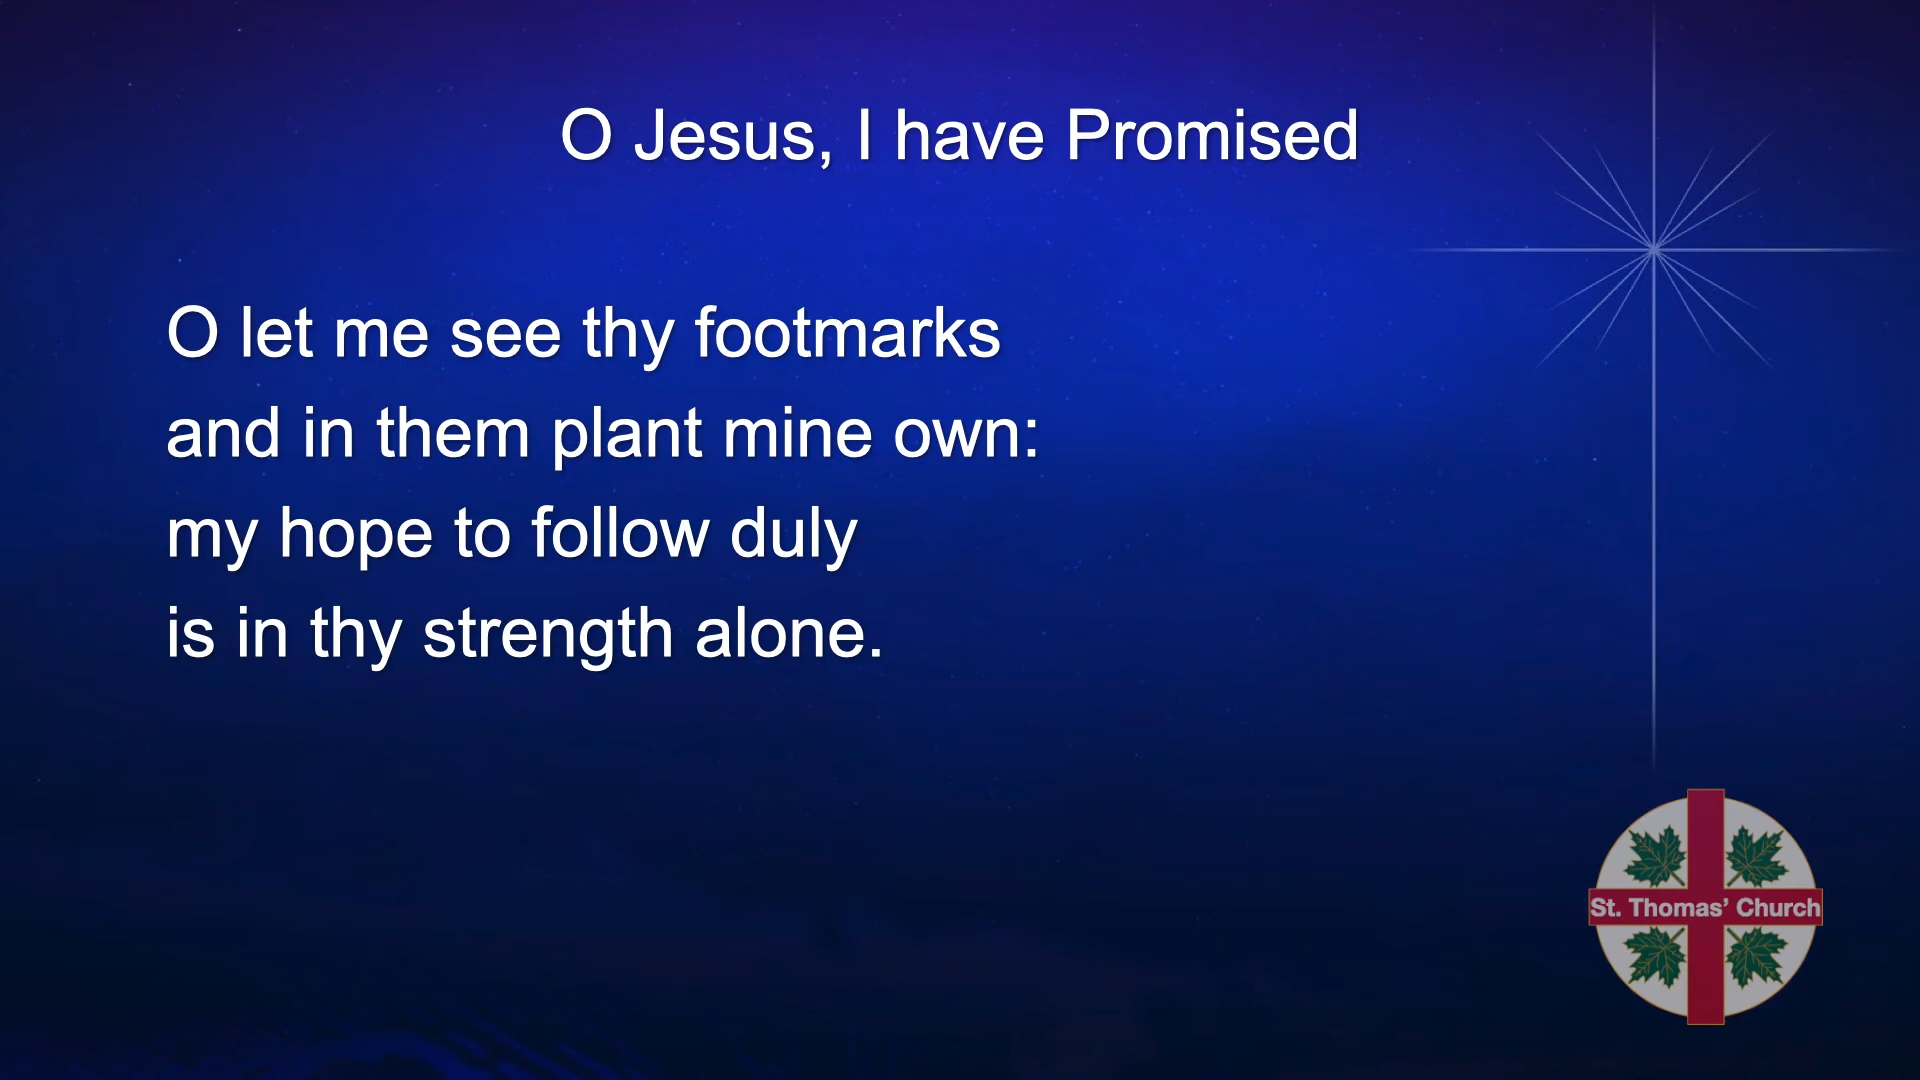 O Jesus, I have Promised
O let me see thy footmarks
and in them plant mine own:
my hope to follow duly
is in thy strength alone.
St. Thomas’ Church